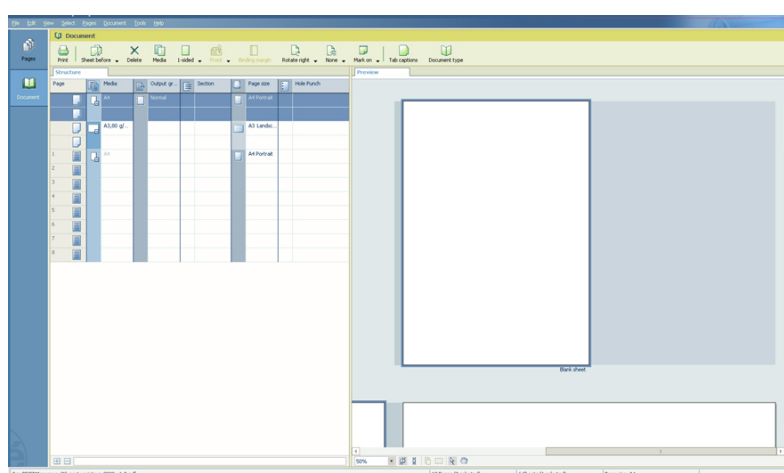 File Edit View Select Pages Document Tools Help
Document
Print Sheet before Delete Media 1-sided Front Binding margin Rotate right None Mark on Tab captions Document type
Pages
Document
Structure
Preview
Page Media Output gr... Section Page size Hole Punch
A4 Normal A4 Portrait
A3,80 g/... A3 Landsc...
1 A4 A4 Portrait
2
3
4
5
6
7
8
Blank sheet
50%